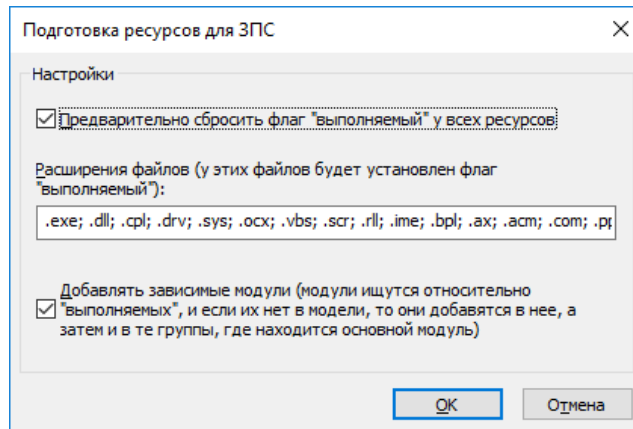 Подготовка ресурсов для ЗПС
Настройки
Предварительно сбросить флаг "выполняемый" у всех ресурсов
Расширения файлов (у этих файлов будет установлен флаг
"выполняемый"):
.exe; .dll; .cpl; .drv; .sys; .ocx; .vbs; .scr; .rll; .ime; .bpl; .ax; .acm; .com; .pp
Добавлять зависимые модули (модули ищутся относительно
"выполняемых", и если их нет в модели, то они добавятся в нее, а
затем и в те группы, где находится основной модуль)
OK
Отмена